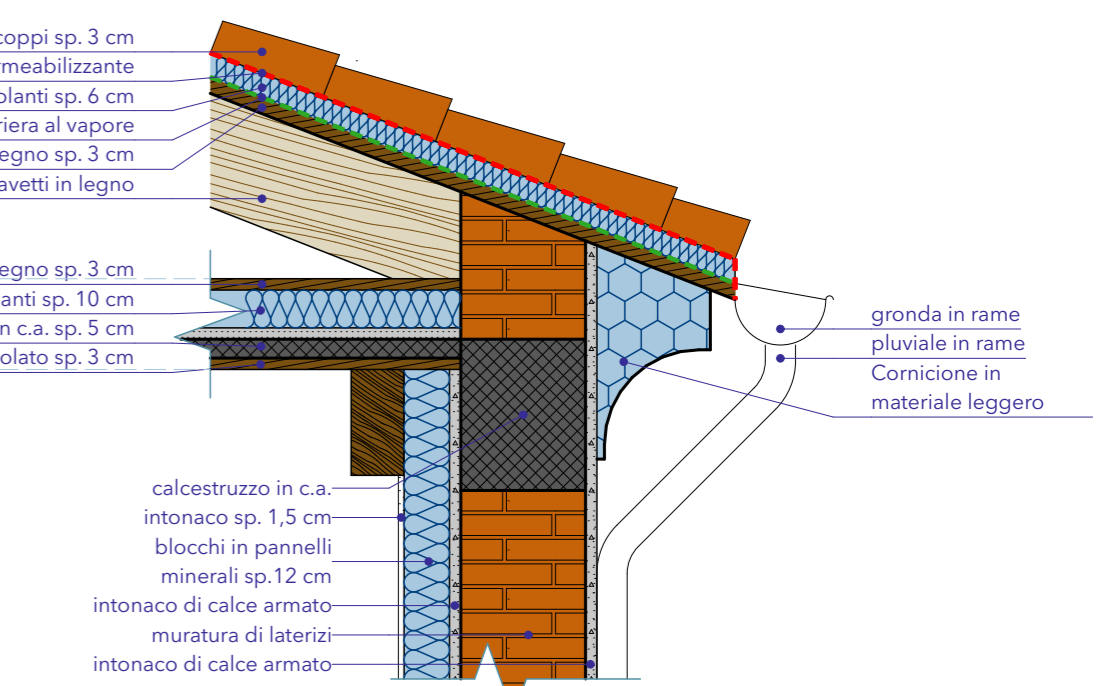 coppi sp. 3 cm
rmeabilizzante
olanti sp. 6 cm
riera al vapore
egno sp. 3 cm
avetti in legno
egno sp. 3 cm
anti sp. 10 cm
n c.a. sp. 5 cm
olato sp. 3 cm
gronda in rame
pluviale in rame
Cornicione in
materiale leggero
calcestruzzo in c.a.
intonaco sp. 1,5 cm
blocchi in pannelli
minerali sp.12 cm
intonaco di calce armato
muratura di laterizi
intonaco di calce armato